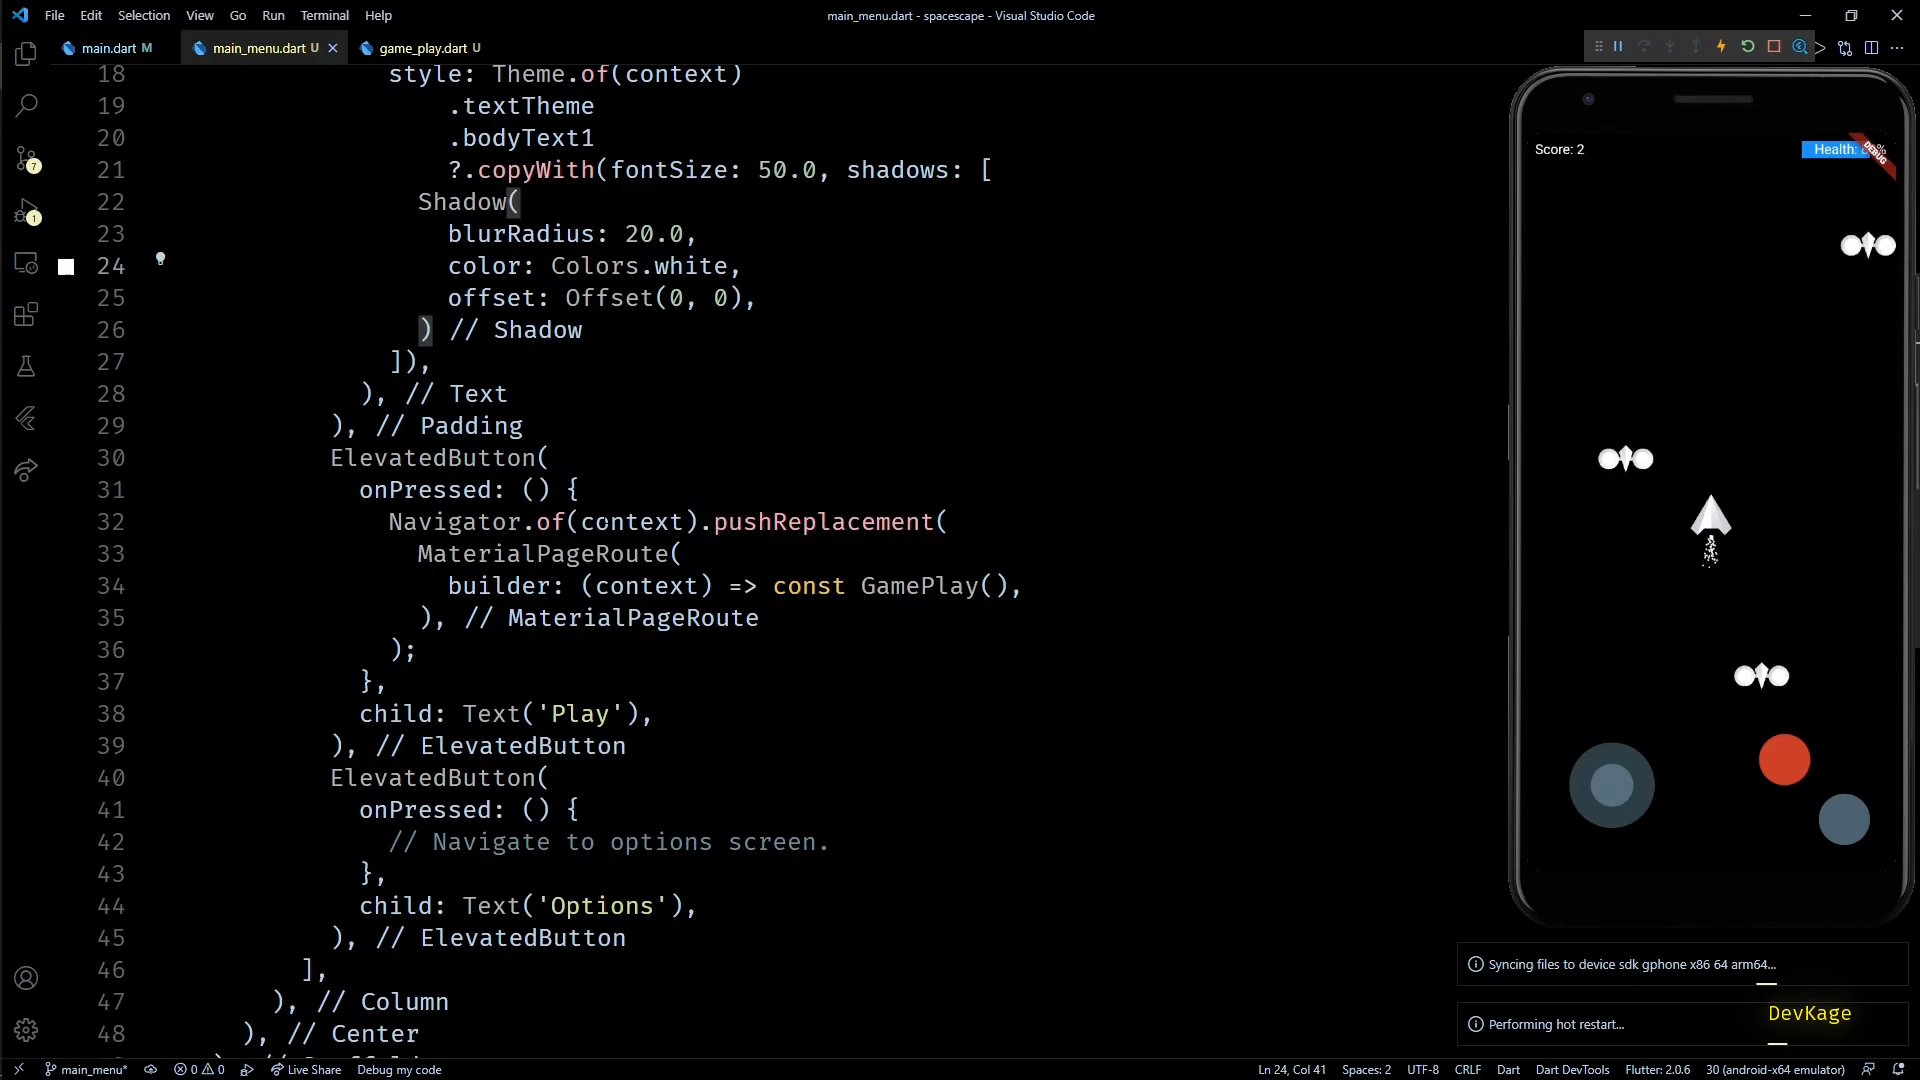 File Edit Selection View Go Run Terminal Help
main_menu.dart - spacescape - Visual Studio Code
main.dart M
main_menu.dart U
game_play.dart U
18 style: Theme.of(context)
19 .textTheme
20 .bodyText1
21 ?.copyWith(fontSize: 50.0, shadows: [
22 Shadow(
23 blurRadius: 20.0,
24 color: Colors.white,
25 offset: Offset(0, 0),
26 ) // Shadow
27 ]),
28 ), // Text
29 ), // Padding
30 ElevatedButton(
31 onPressed: () {
32 Navigator.of(context).pushReplacement(
33 MaterialPageRoute(
34 builder: (context) => const GamePlay(),
35 ), // MaterialPageRoute
36 );
37 },
38 child: Text('Play'),
39 ), // ElevatedButton
40 ElevatedButton(
41 onPressed: () {
42 // Navigate to options screen.
43 },
44 child: Text('Options'),
45 ), // ElevatedButton
46 ],
47 ), // Column
48 ), // Center
7
1
Score: 2
Health:
DEBUG
Syncing files to device sdk gphone x86 64 arm64...
DevKage
Performing hot restart...
main_menu* 0 0 Live Share Debug my code
Ln 24, Col 41 Spaces: 2 UTF-8 CRLF Dart Dart DevTools Flutter: 2.0.6 30 (android-x64 emulator)